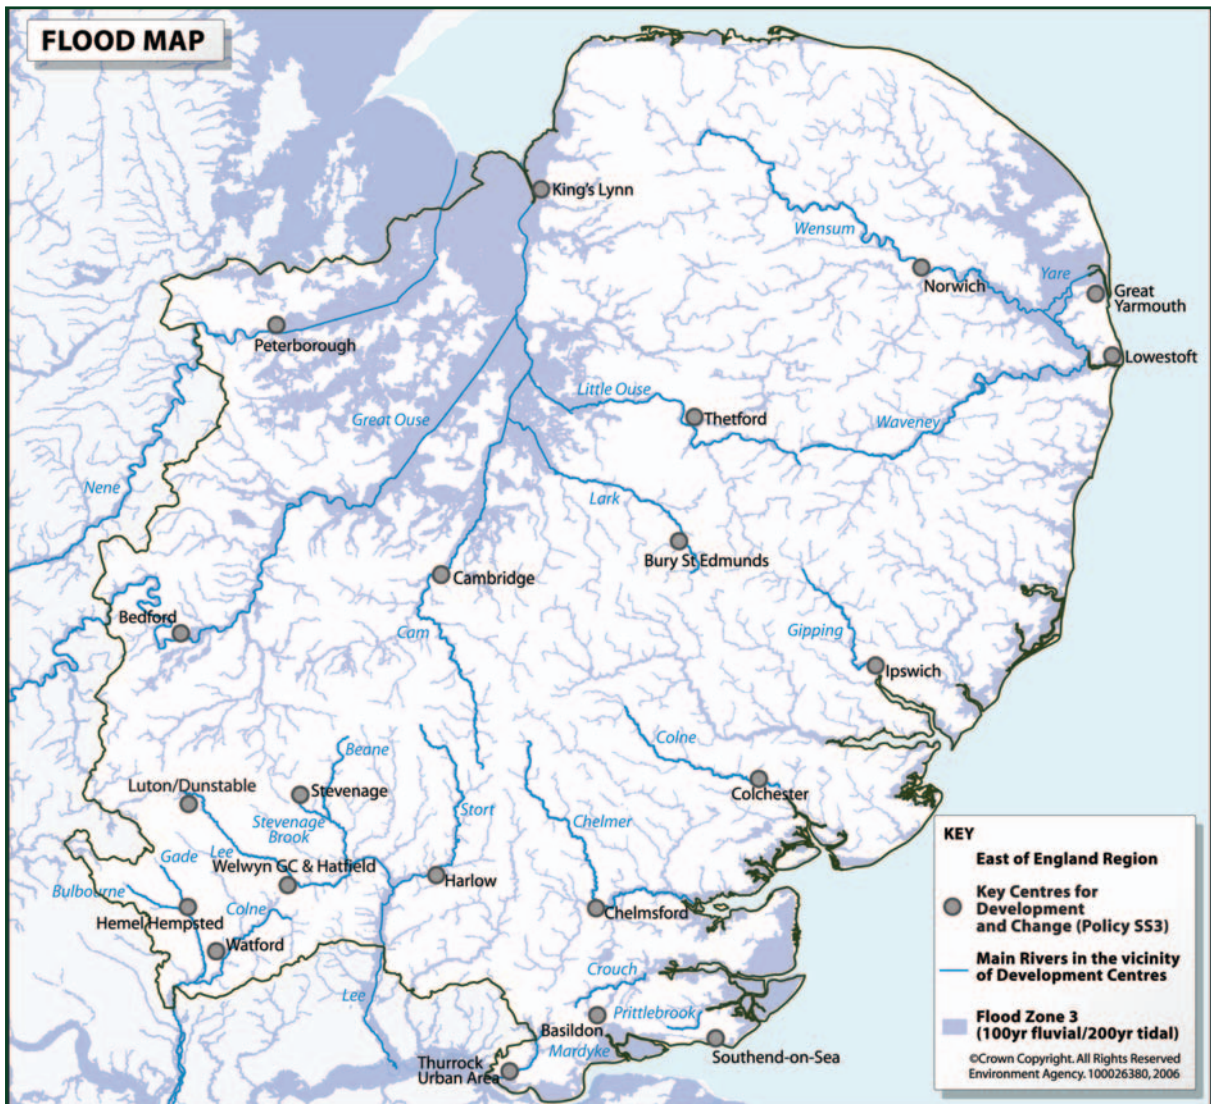 FLOOD MAP
King's Lynn
Wensum
Norwich
Yare
Great
Yarmouth
Peterborough
Lowestoft
Little Ouse
Great Ouse
Thetford
Waveney
Nene
Lark
Bury St Edmunds
Cambridge
Bedford
Cam
Gipping
Ipswich
Colne
Beane
Luton/Dunstable
Stevenage
Colchester
Stevenage
Brook
Stort
Chelmer
Gade
Lee
Welwyn GC & Hatfield
Harlow
Bulbourne
Colne
Hemel Hempsted
Chelmsford
Watford
Crouch
Lee
Basildon
Prittlebrook
Mardyke
Southend-on-Sea
Thurrock
Urban Area
KEY
East of England Region
Key Centres for
Development
and Change (Policy SS3)
Main Rivers in the vicinity
of Development Centres
Flood Zone 3
(100yr fluvial/200yr tidal)
©Crown Copyright. All Rights Reserved
Environment Agency. 100026380, 2006